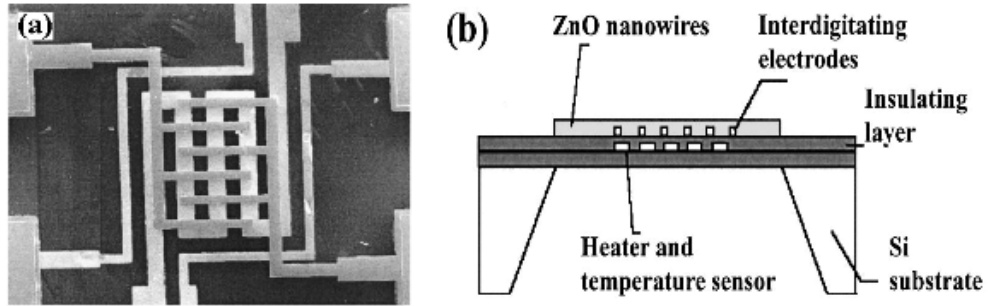 (a)
(b)
ZnO nanowires
Interdigitating
electrodes
Insulating
layer
Heater and
temperature sensor
Si
substrate